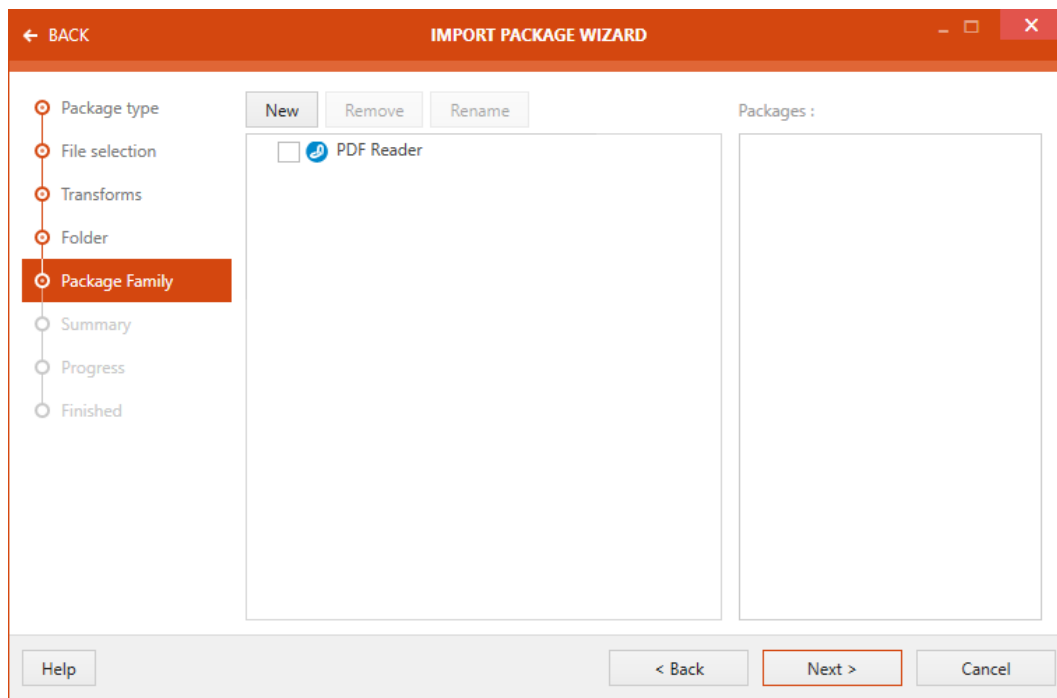 ← BACK
IMPORT PACKAGE WIZARD
Package type
File selection
Transforms
Folder
Package Family
Summary
Progress
Finished
New Remove Rename
PDF Reader
Packages :
Help
< Back
Next >
Cancel